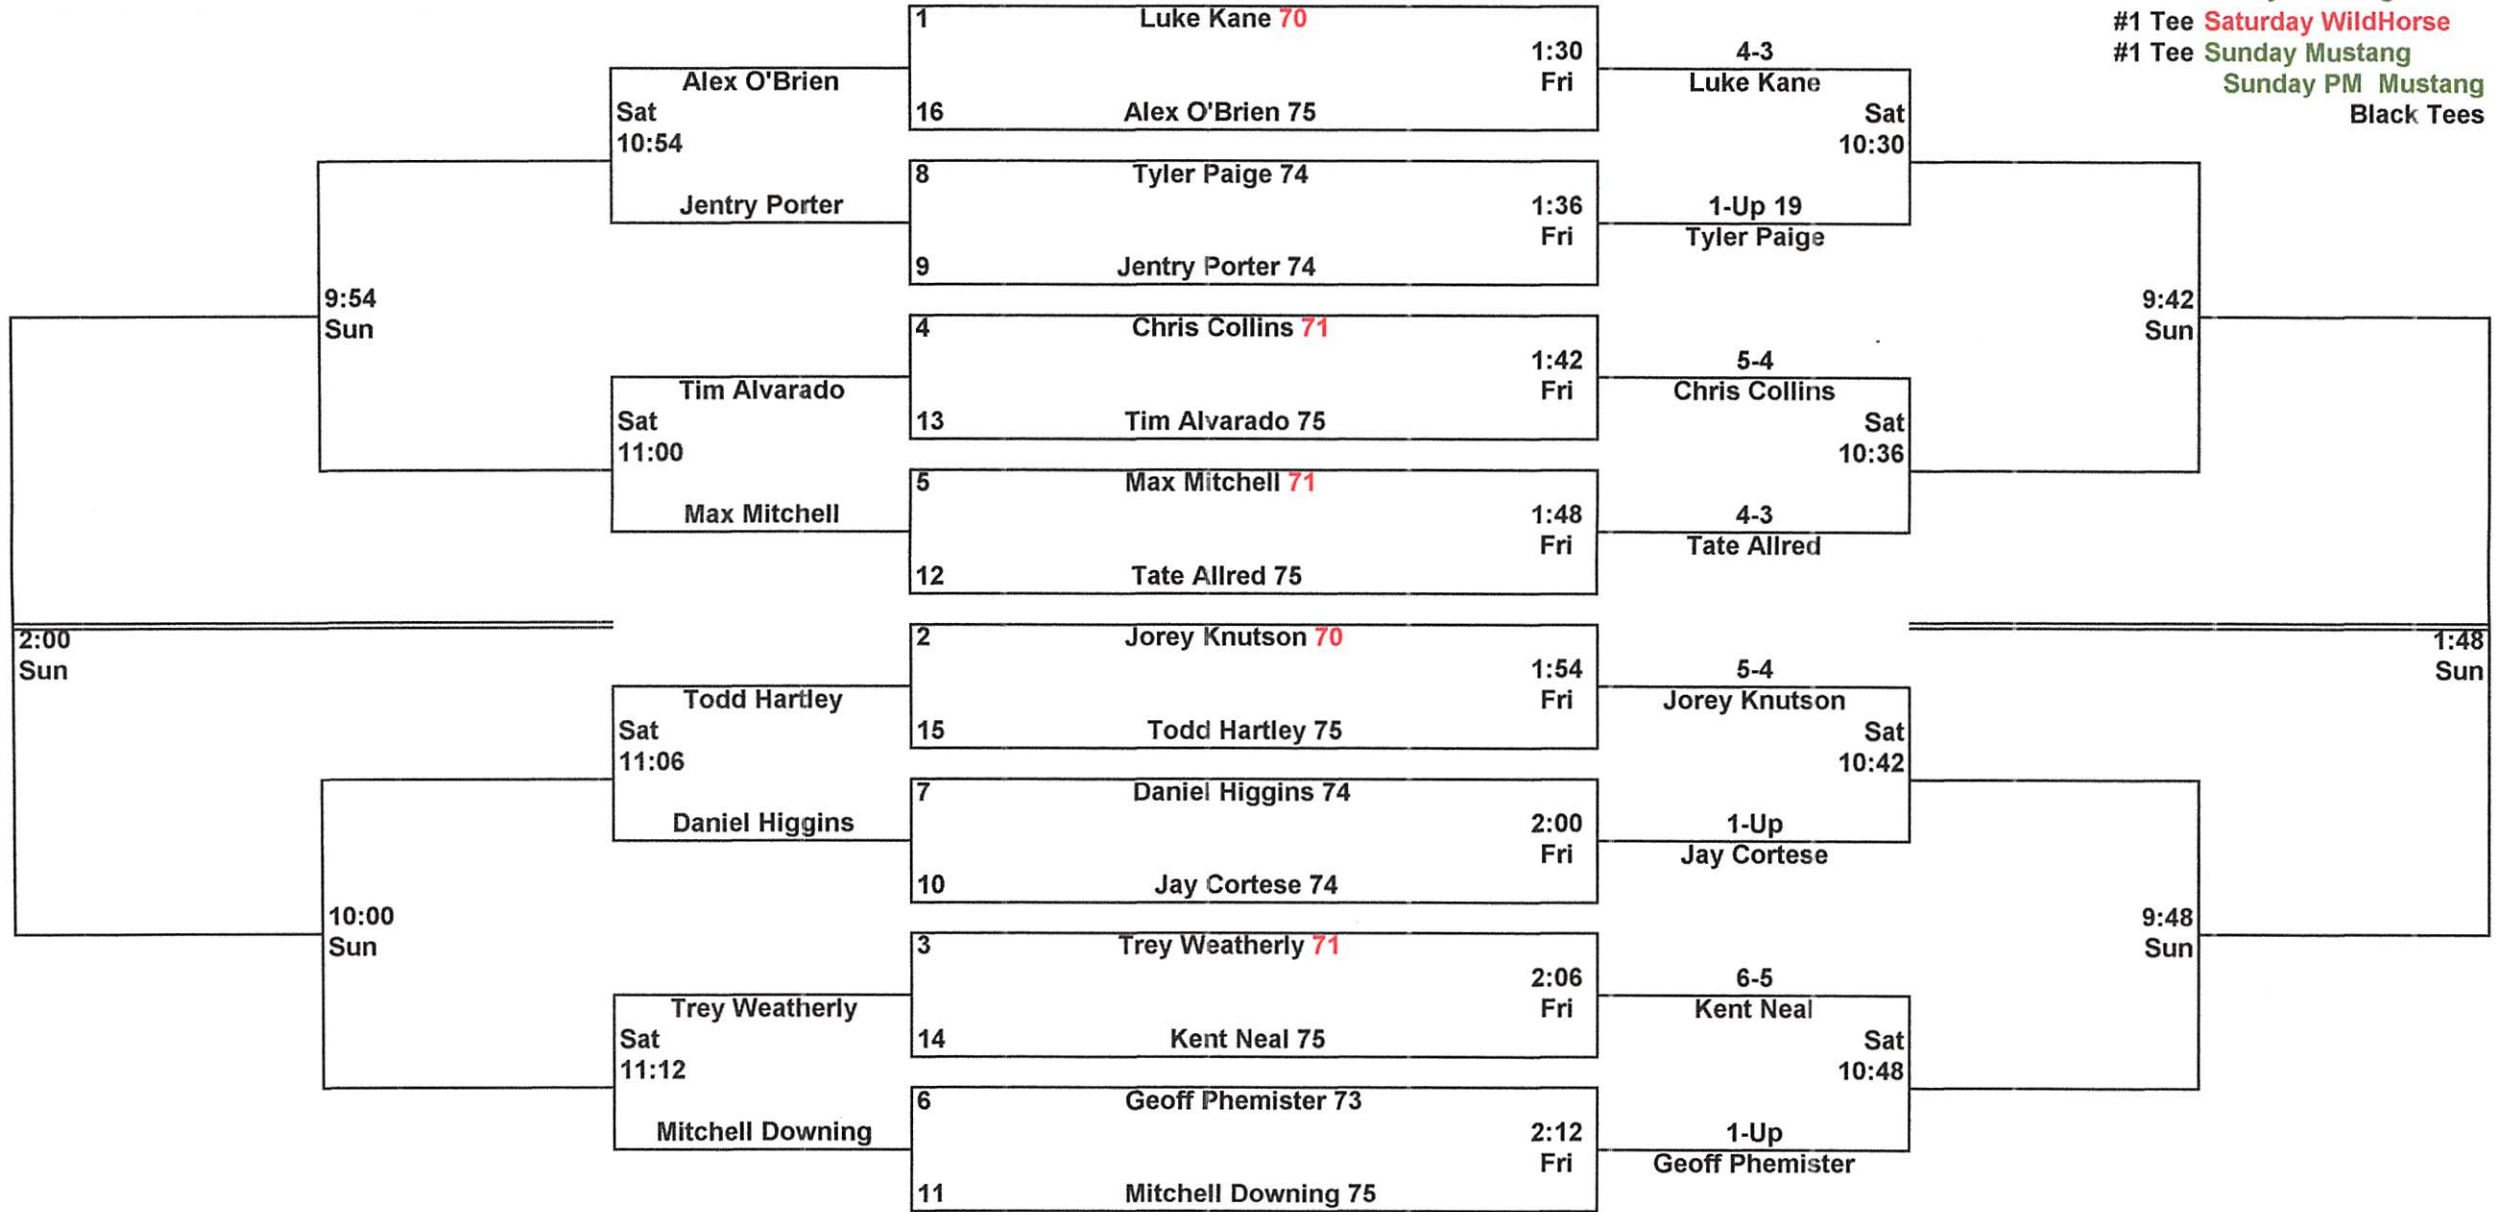 #1 Tee Saturday WildHorse
#1 Tee Sunday Mustang
Sunday PM Mustang
Black Tees
1 Luke Kane 70
1:30
Fri
16 Alex O'Brien 75
8 Tyler Paige 74
1:36
Fri
9 Jentry Porter 74
4 Chris Collins 71
1:42
Fri
13 Tim Alvarado 75
5 Max Mitchell 71
1:48
Fri
12 Tate Allred 75
2 Jorey Knutson 70
1:54
Fri
15 Todd Hartley 75
7 Daniel Higgins 74
2:00
Fri
10 Jay Cortese 74
3 Trey Weatherly 71
2:06
Fri
14 Kent Neal 75
6 Geoff Phemister 73
2:12
Fri
11 Mitchell Downing 75
Alex O'Brien
Sat
10:54
Jentry Porter
Tim Alvarado
Sat
11:00
Max Mitchell
Todd Hartley
Sat
11:06
Daniel Higgins
Trey Weatherly
Sat
11:12
Mitchell Downing
9:54
Sun
10:00
Sun
2:00
Sun
4-3
Luke Kane
Sat
10:30
1-Up 19
Tyler Paige
5-4
Chris Collins
Sat
10:36
4-3
Tate Allred
5-4
Jorey Knutson
Sat
10:42
1-Up
Jay Cortese
6-5
Kent Neal
Sat
10:48
1-Up
Geoff Phemister
9:42
Sun
9:48
Sun
1:48
Sun